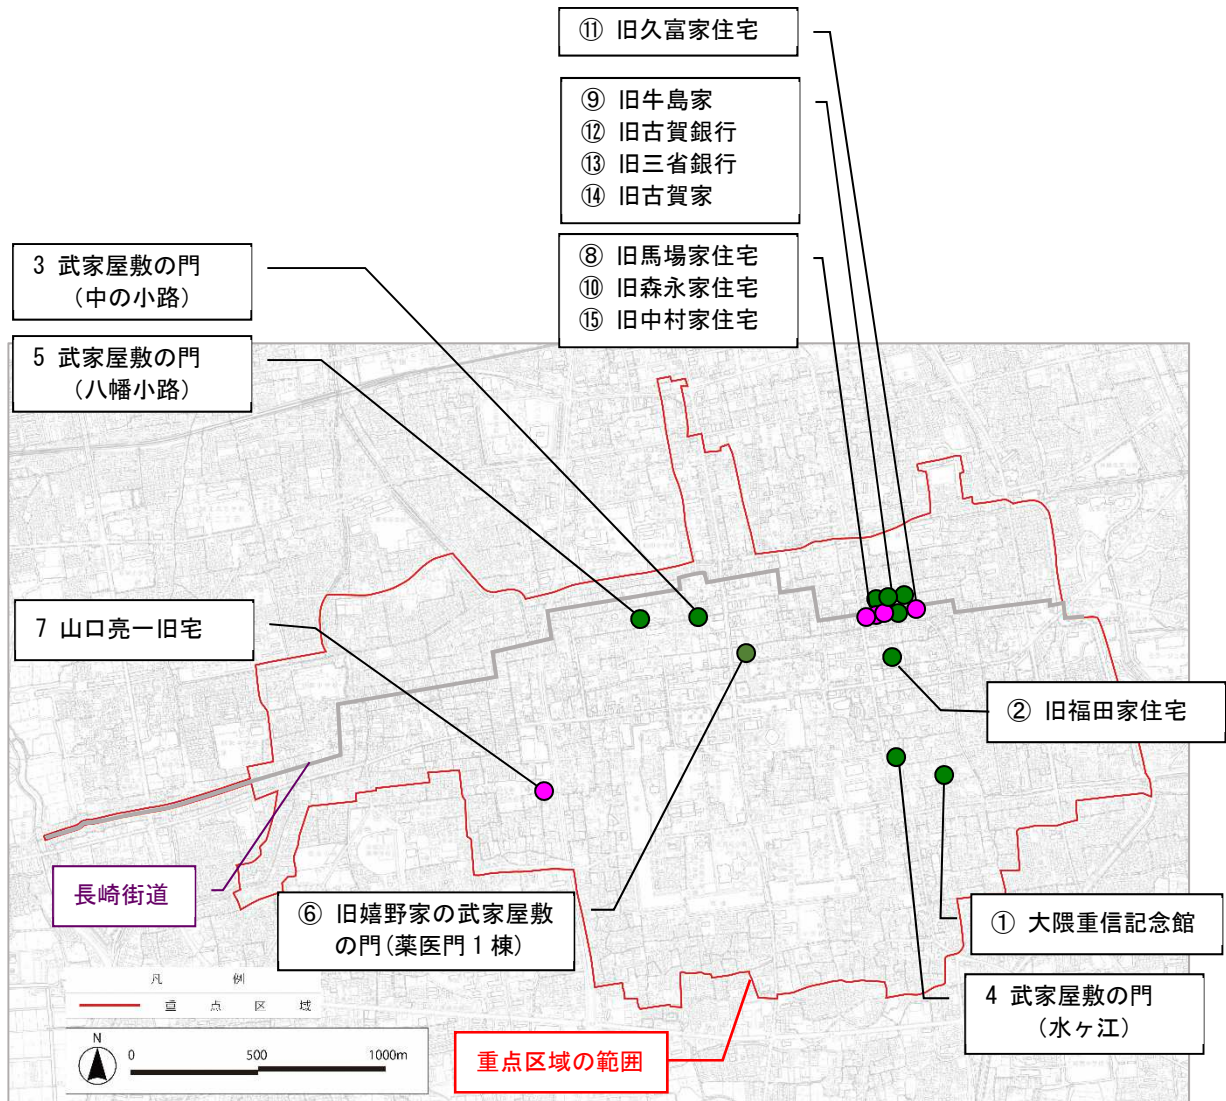 ⑪ 旧久富家住宅
⑨ 旧牛島家
⑫ 旧古賀銀行
⑬ 旧三省銀行
⑭ 旧古賀家
3 武家屋敷の門
（中の小路）
⑧ 旧馬場家住宅
⑩ 旧森永家住宅
⑮ 旧中村家住宅
5 武家屋敷の門
（八幡小路）
7 山口亮一旧宅
② 旧福田家住宅
長崎街道
⑥ 旧嬉野家の武家屋敷
の門(薬医門１棟)
① 大隈重信記念館
4 武家屋敷の門
（水ヶ江）
凡 例
重 点 区 域
N
0 500 1000m
重点区域の範囲